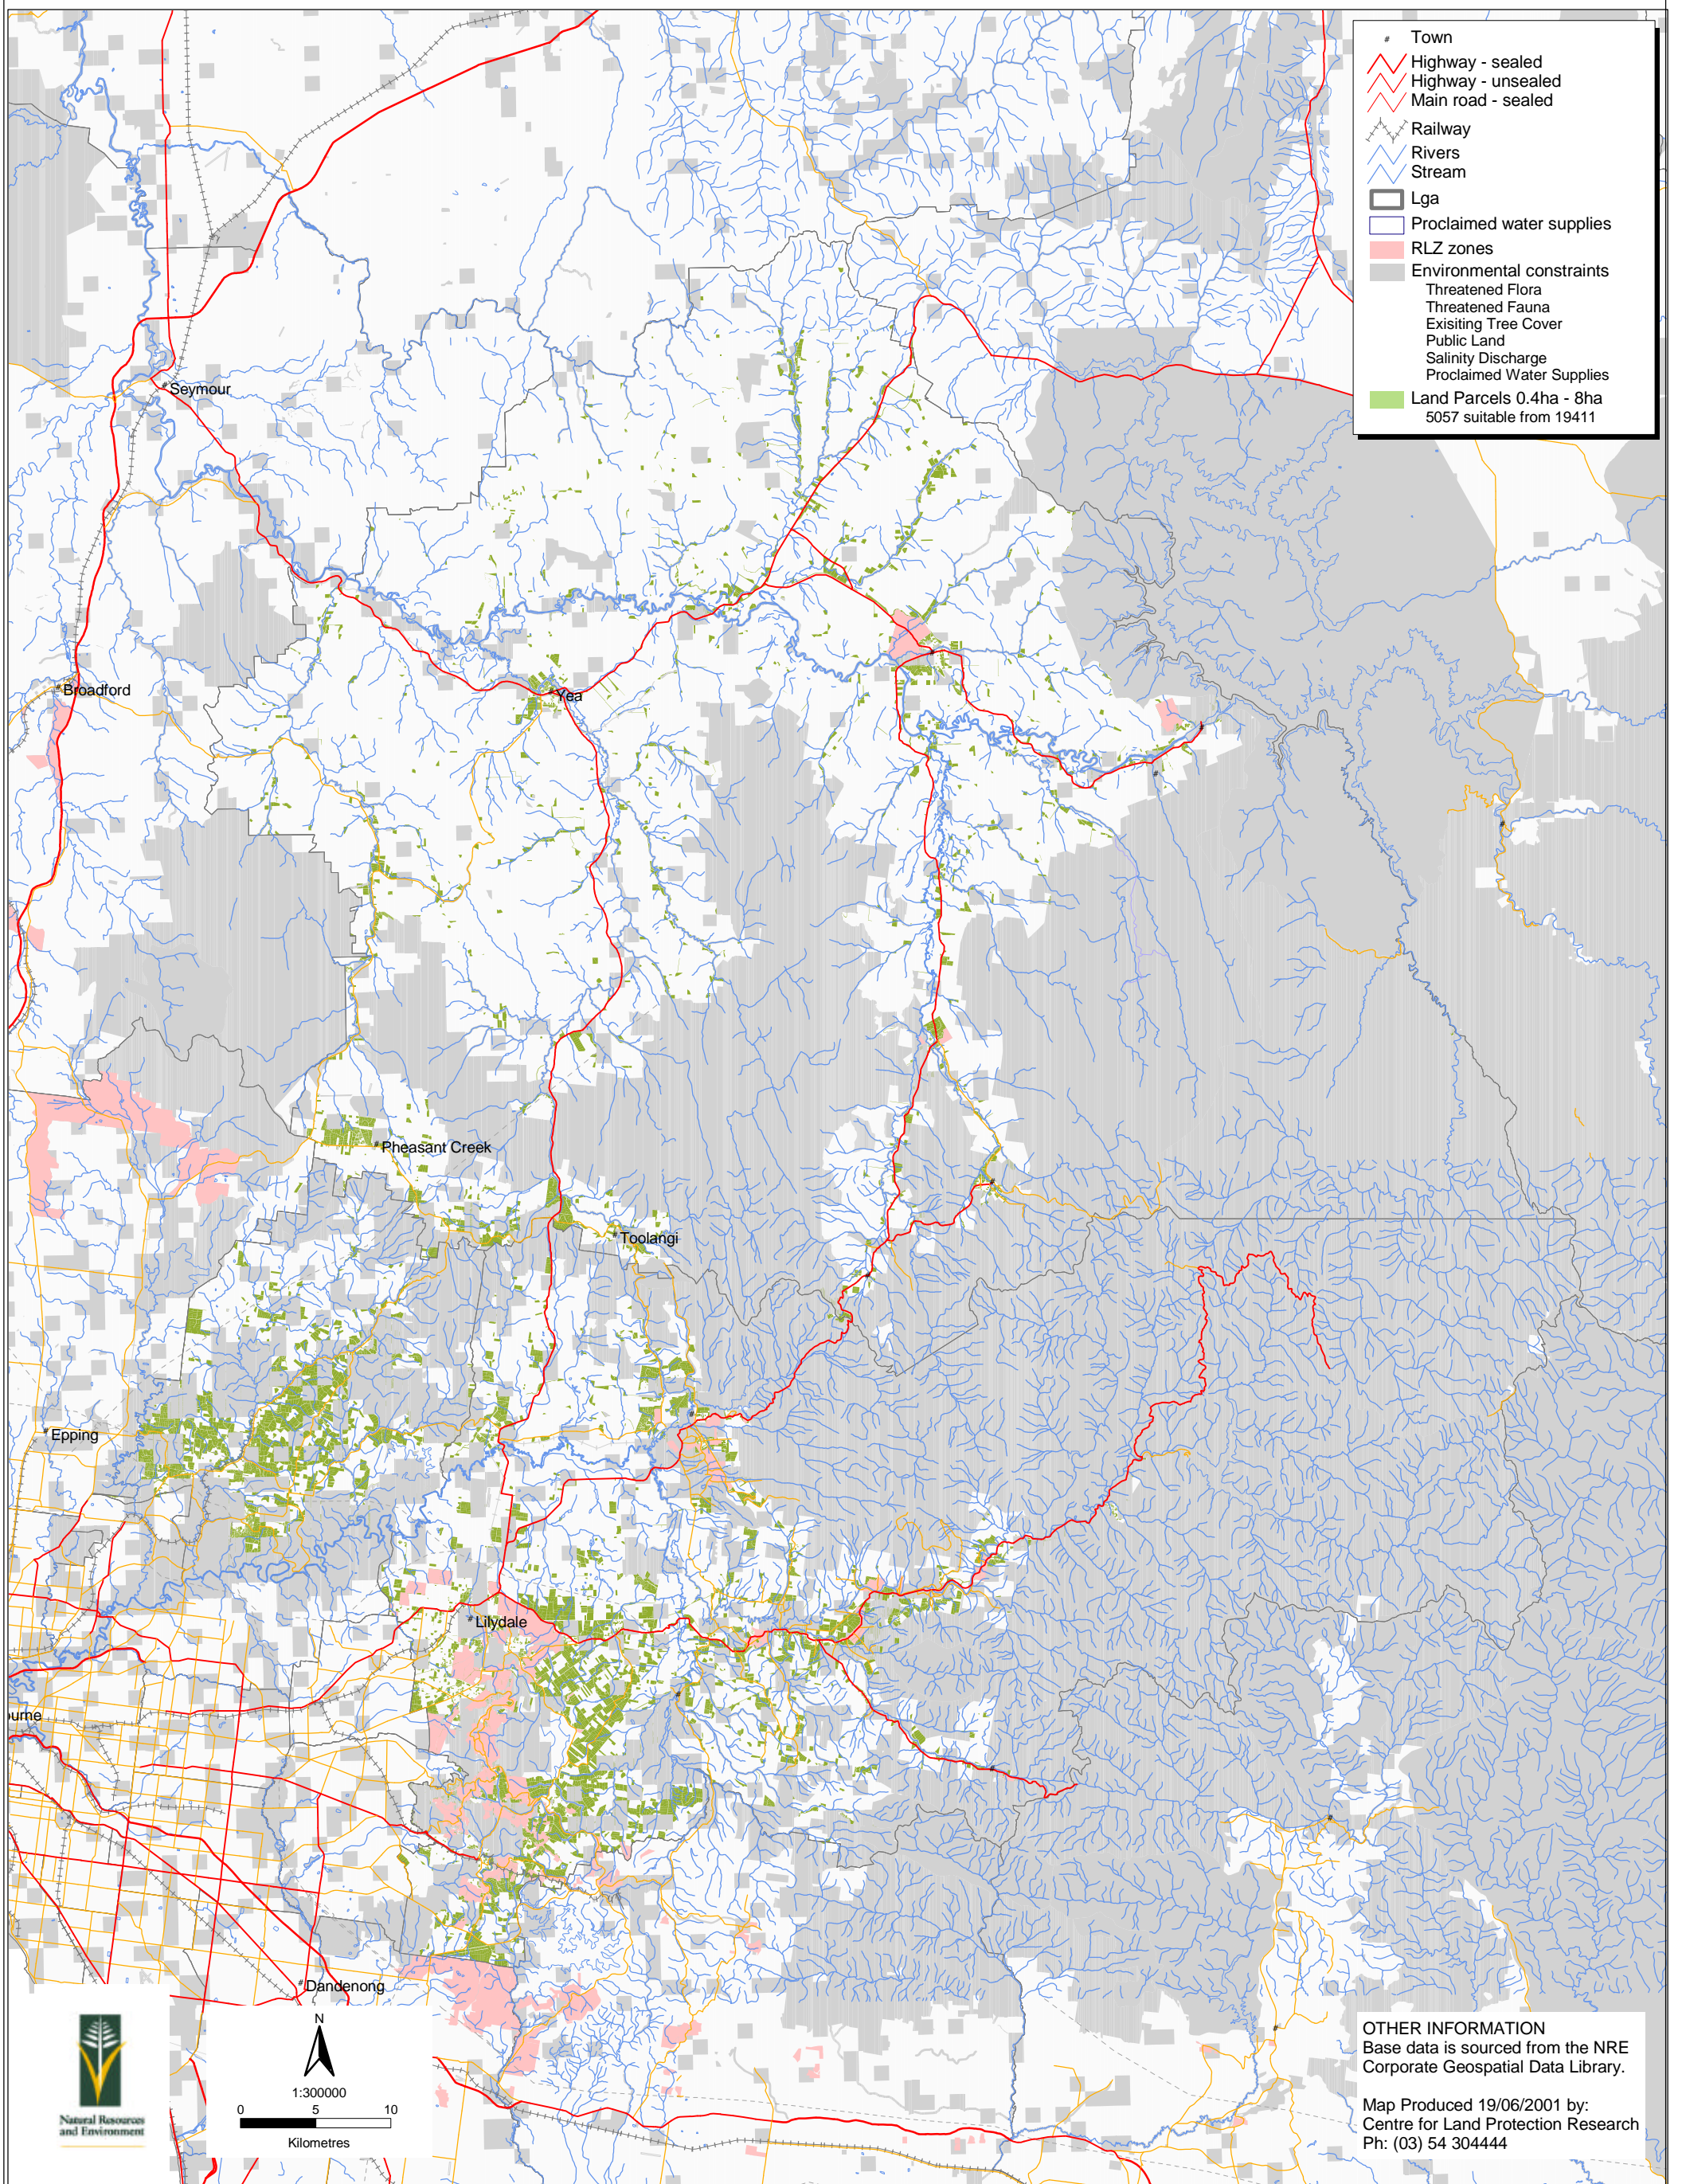 # Town
Highway - sealed
Highway - unsealed
Main road - sealed
Railway
Rivers
Stream
Lga
Proclaimed water supplies
RLZ zones
Environmental constraints
Threatened Flora
Threatened Fauna
Exisiting Tree Cover
Public Land
Salinity Discharge
Proclaimed Water Supplies
Land Parcels 0.4ha - 8ha
5057 suitable from 19411
Seymour
Broadford
Yea
Pheasant Creek
Toolangi
Epping
Lilydale
ourne
Dandenong
Natural Resources
and Environment
N
1:300000
0 5 10
Kilometres
OTHER INFORMATION
Base data is sourced from the NRE
Corporate Geospatial Data Library.
Map Produced 19/06/2001 by:
Centre for Land Protection Research
Ph: (03) 54 304444